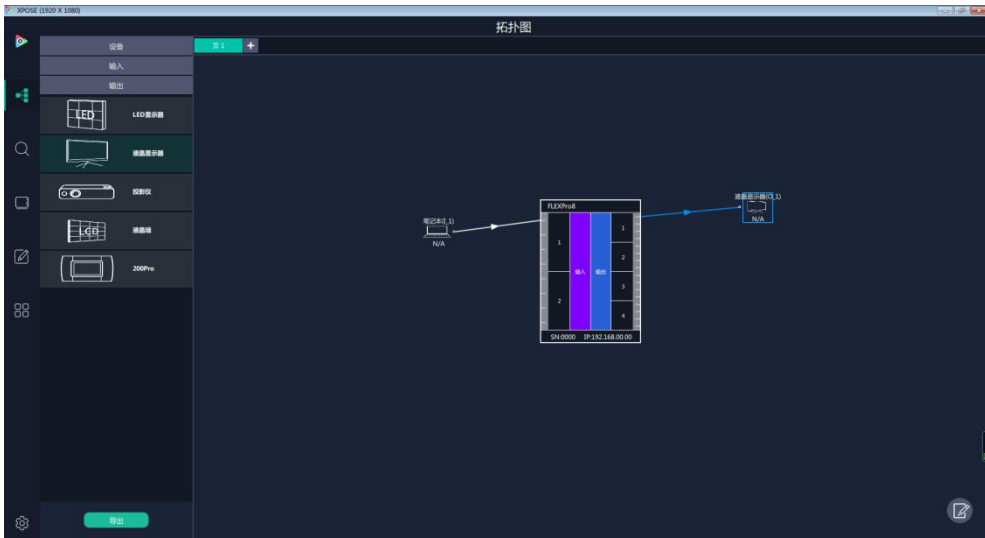 XPOSE (1920 X 1080)
拓扑图
设备
输入
输出
LED
LED显示器
液晶显示器
投影仪
LCD
液晶墙
200Pro
导出
页1
+
笔记本(I_1)
N/A
FLEXPro8
1
2
输入
输出
1
2
3
4
SN:0000 IP:192.168.00.00
液晶显示器(O_1)
N/A